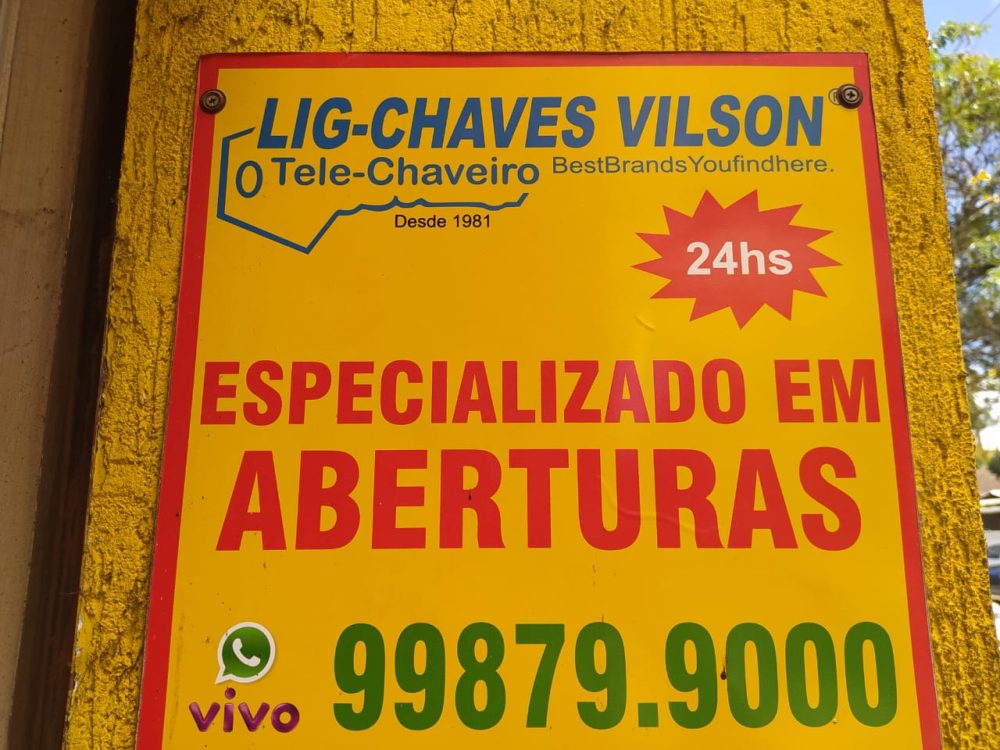 LIG-CHAVES VILSON
Tele-Chaveiro BestBrandsYoufindhere.
Desde 1981
24hs
ESPECIALIZADO EM
ABERTURAS
99879.9000
vivo